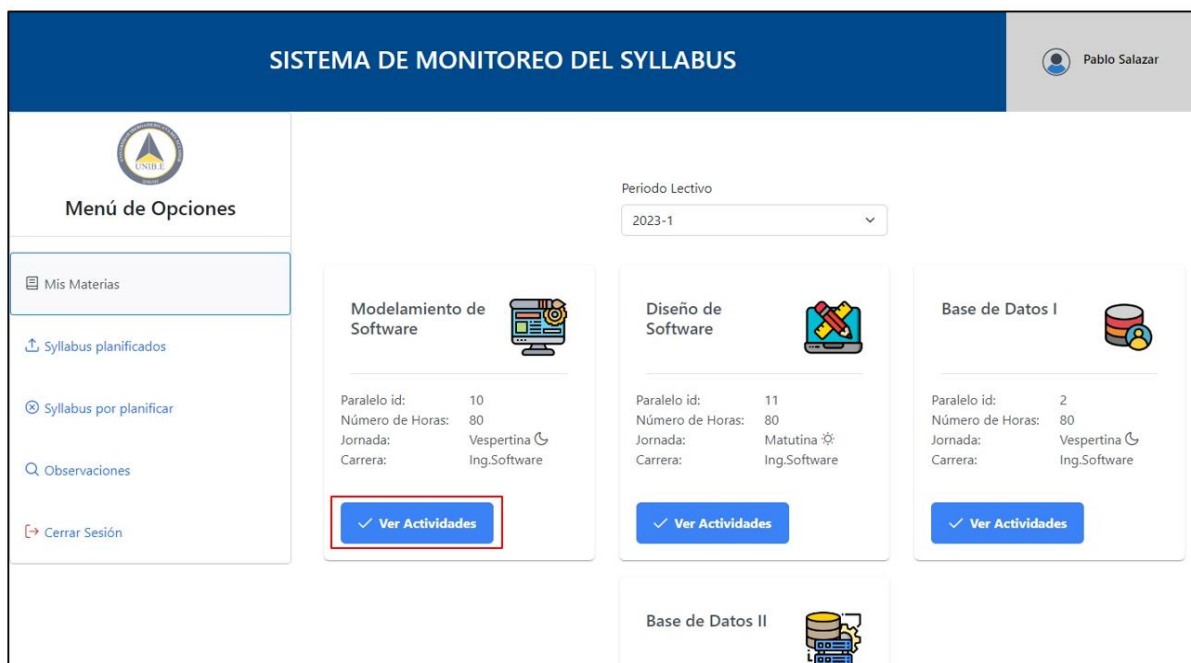 SISTEMA DE MONITOREO DEL SYLLABUS
Pablo Salazar
UNIB.E
Menú de Opciones
Mis Materias
Syllabus planificados
Syllabus por planificar
Observaciones
Cerrar Sesión
Periodo Lectivo
2023-1
Modelamiento de
Software
Paralelo id: 10
Número de Horas: 80
Jornada: Vespertina
Carrera: Ing.Software
Ver Actividades
Diseño de
Software
Paralelo id: 11
Número de Horas: 80
Jornada: Matutina
Carrera: Ing.Software
Ver Actividades
Base de Datos I
Paralelo id: 2
Número de Horas: 80
Jornada: Vespertina
Carrera: Ing.Software
Ver Actividades
Base de Datos II